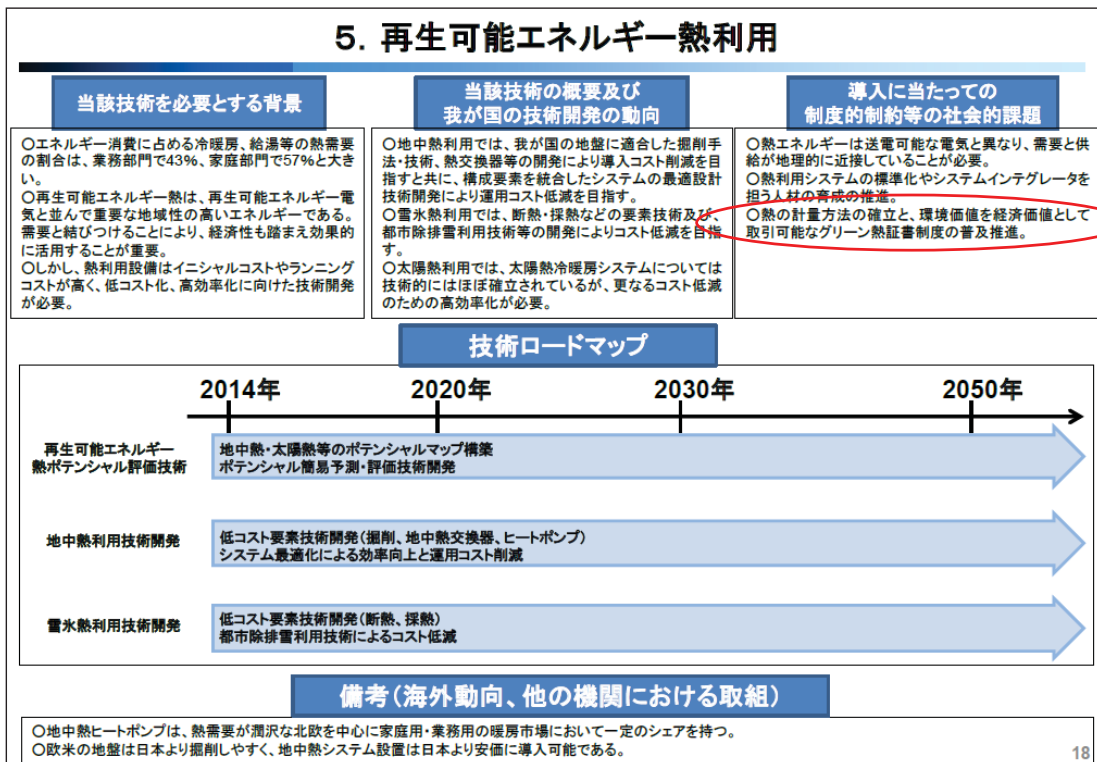 5．再生可能エネルギー熱利用
当該技術を必要とする背景
○エネルギー消費に占める冷暖房、給湯等の熱需要
の割合は、業務部門で43％、家庭部門で57％と大き
い。
○再生可能エネルギー熱は、再生可能エネルギー電
気と並んで重要な地域性の高いエネルギーである。
需要と結びつけることにより、経済性も踏まえ効果的
に活用することが重要。
○しかし、熱利用設備はイニシャルコストやランニング
コストが高く、低コスト化、高効率化に向けた技術開発
が必要。
当該技術の概要及び
我が国の技術開発の動向
○地中熱利用では、我が国の地盤に適合した掘削手
法・技術、熱交換器等の開発により導入コスト削減を目
指すと共に、構成要素を統合したシステムの最適設計
技術開発により運用コスト低減を目指す。
○雪氷熱利用では、断熱・採熱などの要素技術及び、
都市除排雪利用技術等の開発によりコスト低減を目指
す。
○太陽熱利用では、太陽熱冷暖房システムについては
技術的にはほぼ確立されているが、更なるコスト低減
のための高効率化が必要。
導入に当たっての
制度的制約等の社会的課題
○熱エネルギーは送電可能な電気と異なり、需要と供
給が地理的に近接していることが必要。
○熱利用システムの標準化やシステムインテグレータを
担う人材の育成の推進。
○熱の計量方法の確立と、環境価値を経済価値として
取引可能なグリーン熱証書制度の普及推進。
技術ロードマップ
2014年 2020年 2030年 2050年
再生可能エネルギー
熱ポテンシャル評価技術
地中熱・太陽熱等のポテンシャルマップ構築
ポテンシャル簡易予測・評価技術開発
地中熱利用技術開発
低コスト要素技術開発（掘削、地中熱交換器、ヒートポンプ）
システム最適化による効率向上と運用コスト削減
雪氷熱利用技術開発
低コスト要素技術開発（断熱、採熱）
都市除排雪利用技術によるコスト低減
備考（海外動向、他の機関における取組）
○地中熱ヒートポンプは、熱需要が潤沢な北欧を中心に家庭用・業務用の暖房市場において一定のシェアを持つ。
○欧米の地盤は日本より掘削しやすく、地中熱システム設置は日本より安価に導入可能である。
18